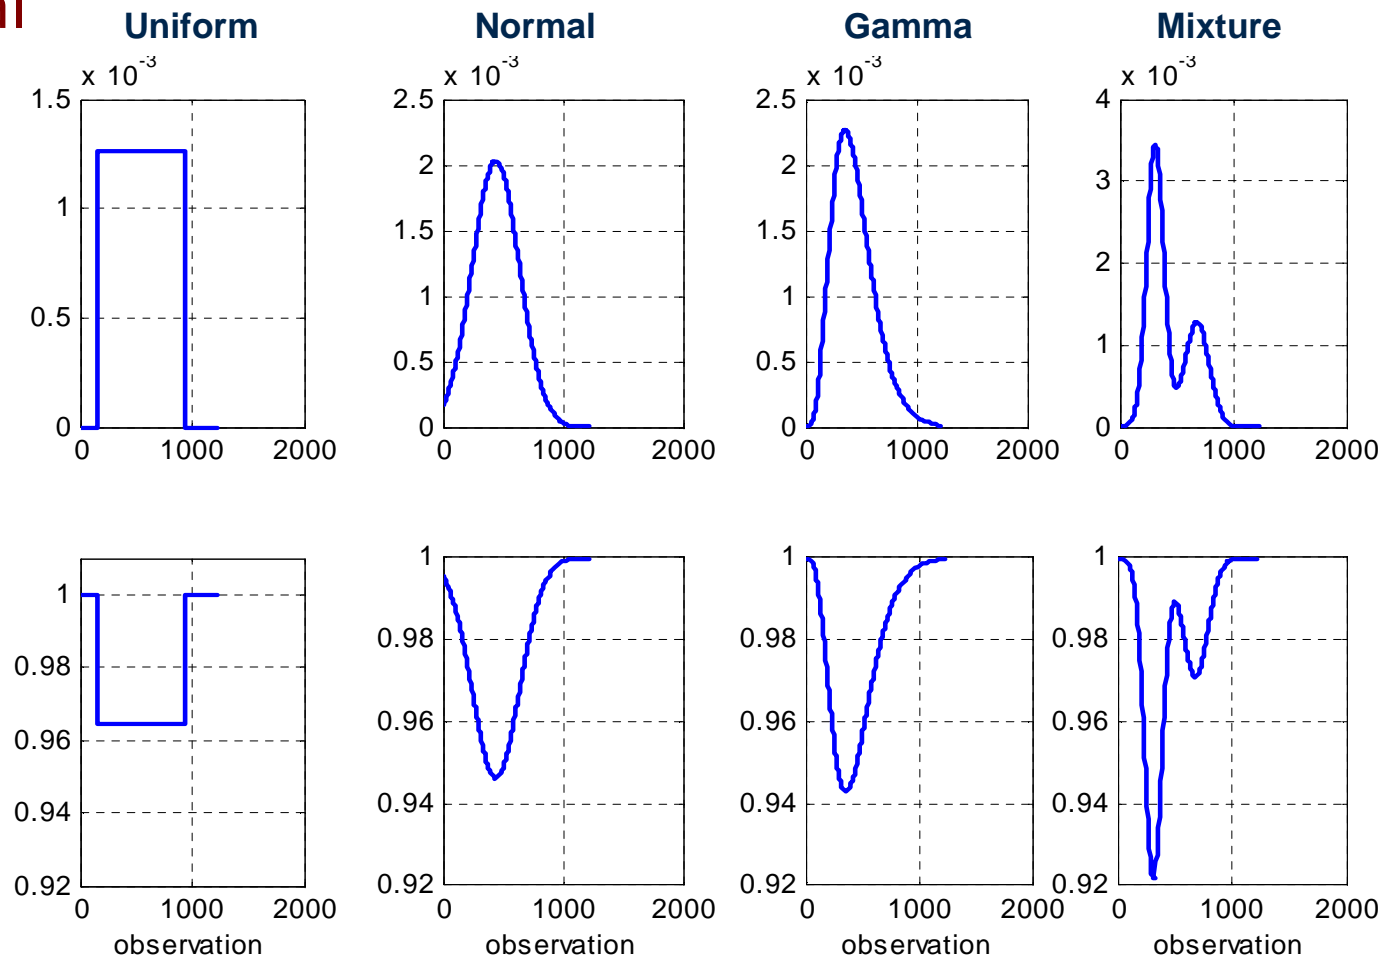 Uniform Normal Gamma Mixture
x 10-3 x 10-3 x 10-3 x 10-3
1.5 2.5 2.5 4
2 2 3
1 1.5 1.5 2
1 1
0.5 0.5 0.5 1
0 0 0 0
0 1000 2000 0 1000 2000 0 1000 2000 0 1000 2000
1 1 1 1
0.98 0.98 0.98 0.98
0.96 0.96 0.96 0.96
0.94 0.94 0.94 0.94
0.92 0.92 0.92 0.92
0 1000 2000 0 1000 2000 0 1000 2000 0 1000 2000
observation observation observation observation